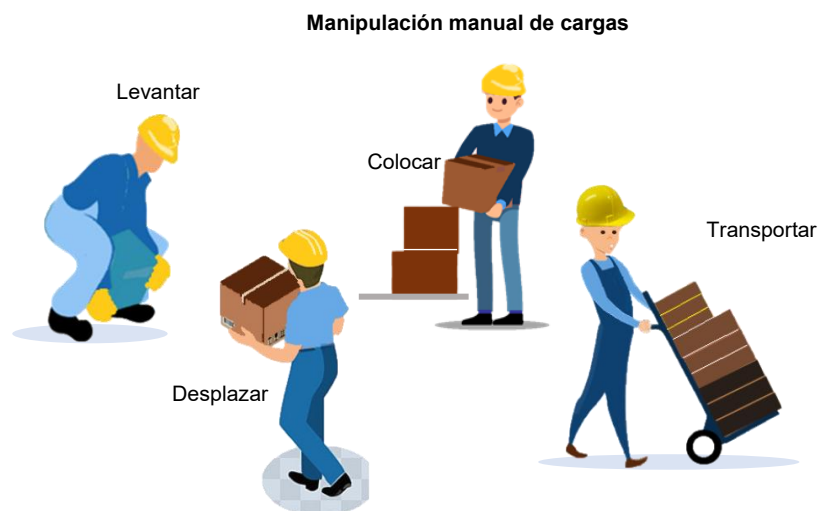 Manipulación manual de cargas
Levantar
Colocar
Transportar
Desplazar